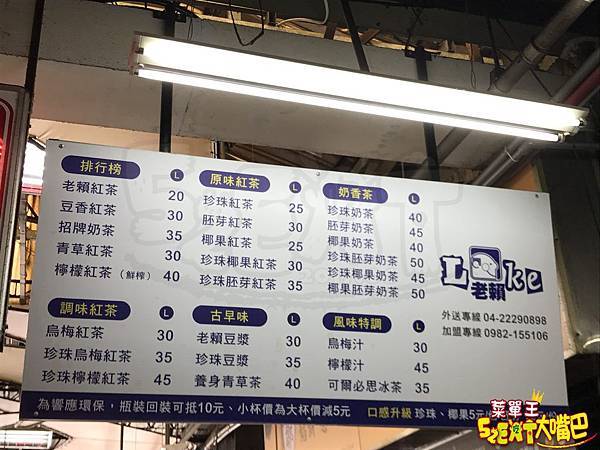 排行榜 L
老賴紅茶 20
豆香紅茶 30
招牌奶茶 35
青草紅茶 30
檸檬紅茶 (鮮榨) 40
原味紅茶 L
珍珠紅茶 25
胚芽紅茶 30
椰果紅茶 25
珍珠椰果紅茶 30
珍珠胚芽紅茶 35
奶香茶 L
珍珠奶茶 40
胚芽奶茶 45
椰果奶茶 40
珍珠胚芽奶茶 50
珍珠椰果奶茶 45
椰果胚芽奶茶 50
Loke
老賴
外送專線 04-22290898
加盟專線 0982-155106
調味紅茶 L
烏梅紅茶 30
珍珠烏梅紅茶 35
珍珠檸檬紅茶 45
古早味 L
老賴豆漿 30
珍珠豆漿 35
養身青草茶 40
風味特調 L
烏梅汁 30
檸檬汁 45
可爾必思冰茶 35
為響應環保，瓶裝回裝可抵10元、小杯價為大杯價減5元
口感升級 珍珠、椰果5元
菜單王
SZEXT大嘴巴